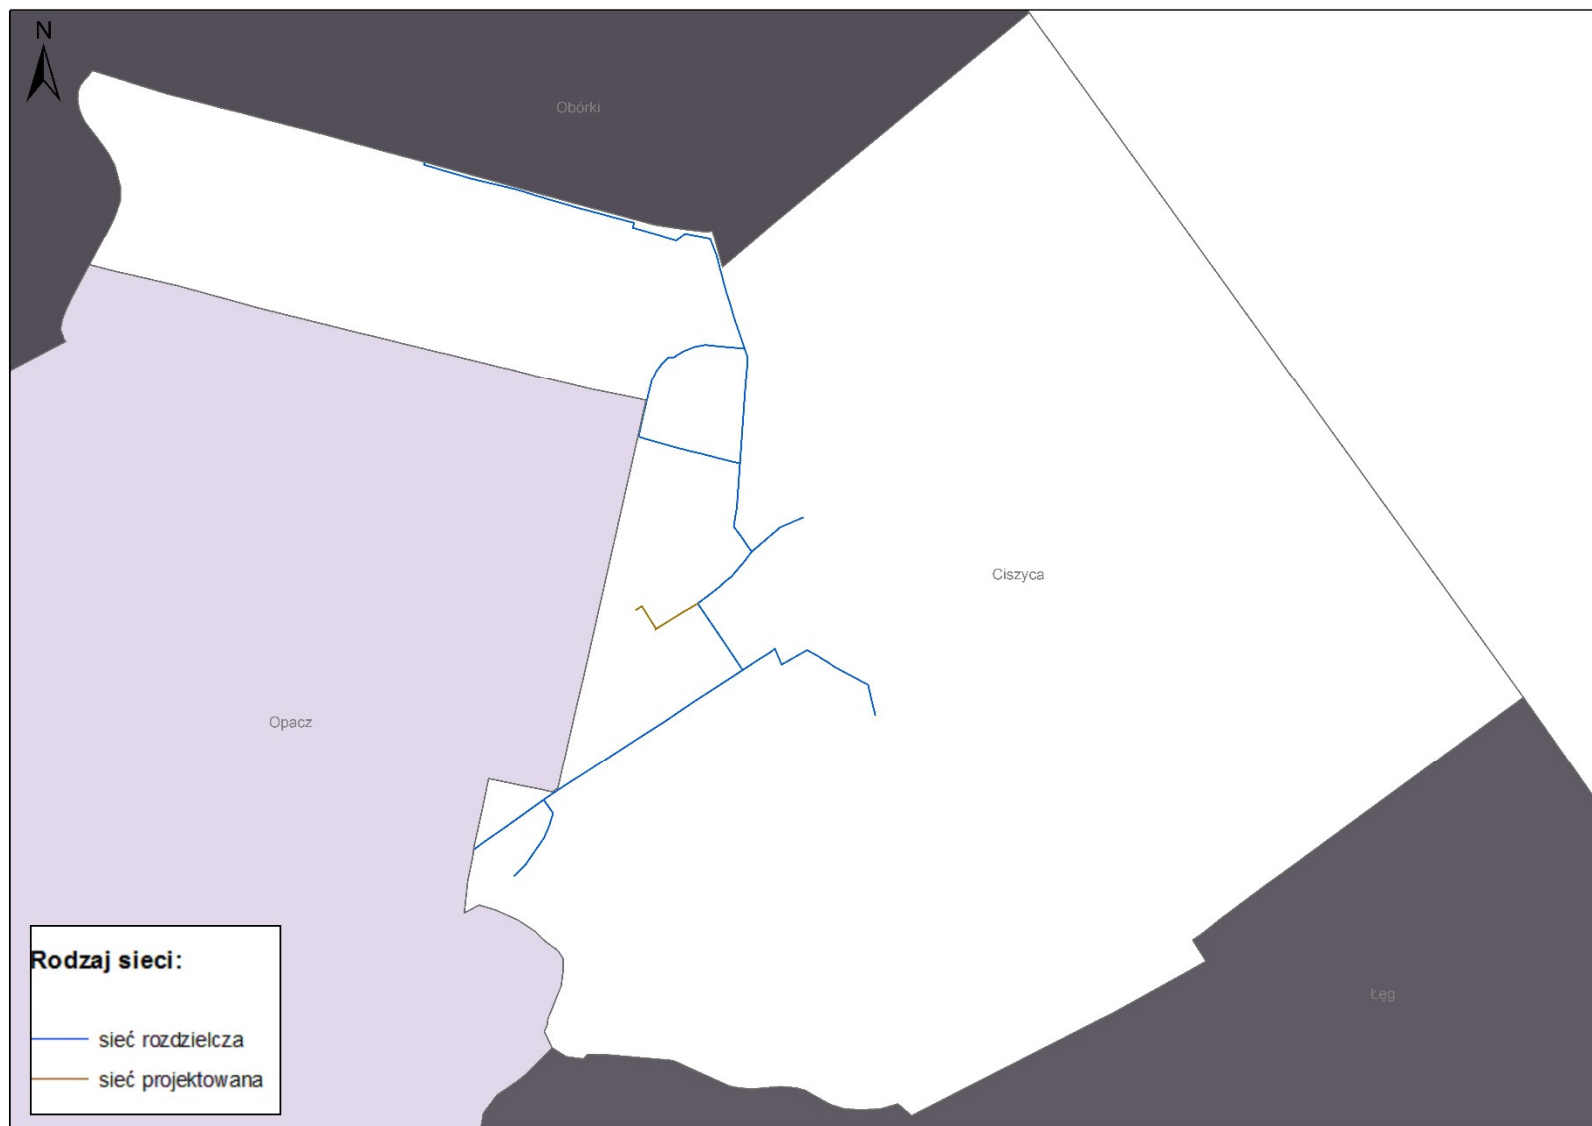 N
Obórki
Ciszyca
Opacz
Rodzaj sieci:
Łęg
sieć rozdzielcza
sieć projektowana